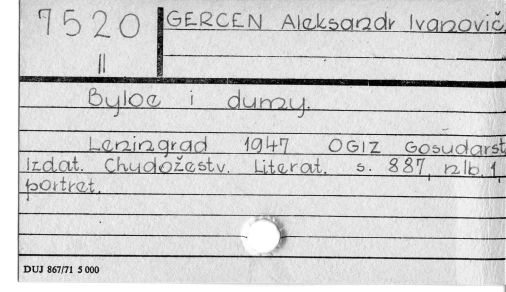 7520 GERCEN Aleksandr Ivanovič
II
Byloe i dumy.
Leningrad 1947 OGIZ Gosudarst
Izdat. Chudožestv. Literat. s. 887, nlb. 1,
portret.
DUJ 867/71 5 000